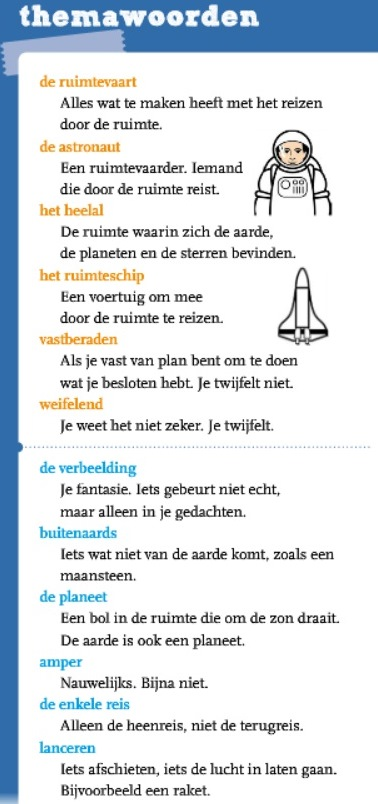 themawoorden
de ruimtevaart
Alles wat te maken heeft met het reizen
door de ruimte.
de astronaut
Een ruimtevaarder. Iemand
die door de ruimte reist.
het heelal
De ruimte waarin zich de aarde,
de planeten en de sterren bevinden.
het ruimteschip
Een voertuig om mee
door de ruimte te reizen.
vastberaden
Als je vast van plan bent om te doen
wat je besloten hebt. Je twijfelt niet.
weifelend
Je weet het niet zeker. Je twijfelt.
de verbeelding
Je fantasie. Iets gebeurt niet echt,
maar alleen in je gedachten.
buitenaards
Iets wat niet van de aarde komt, zoals een
maansteen.
de planeet
Een bol in de ruimte die om de zon draait.
De aarde is ook een planeet.
amper
Nauwelijks. Bijna niet.
de enkele reis
Alleen de heenreis, niet de terugreis.
lanceren
Iets afschieten, iets de lucht in laten gaan.
Bijvoorbeeld een raket.